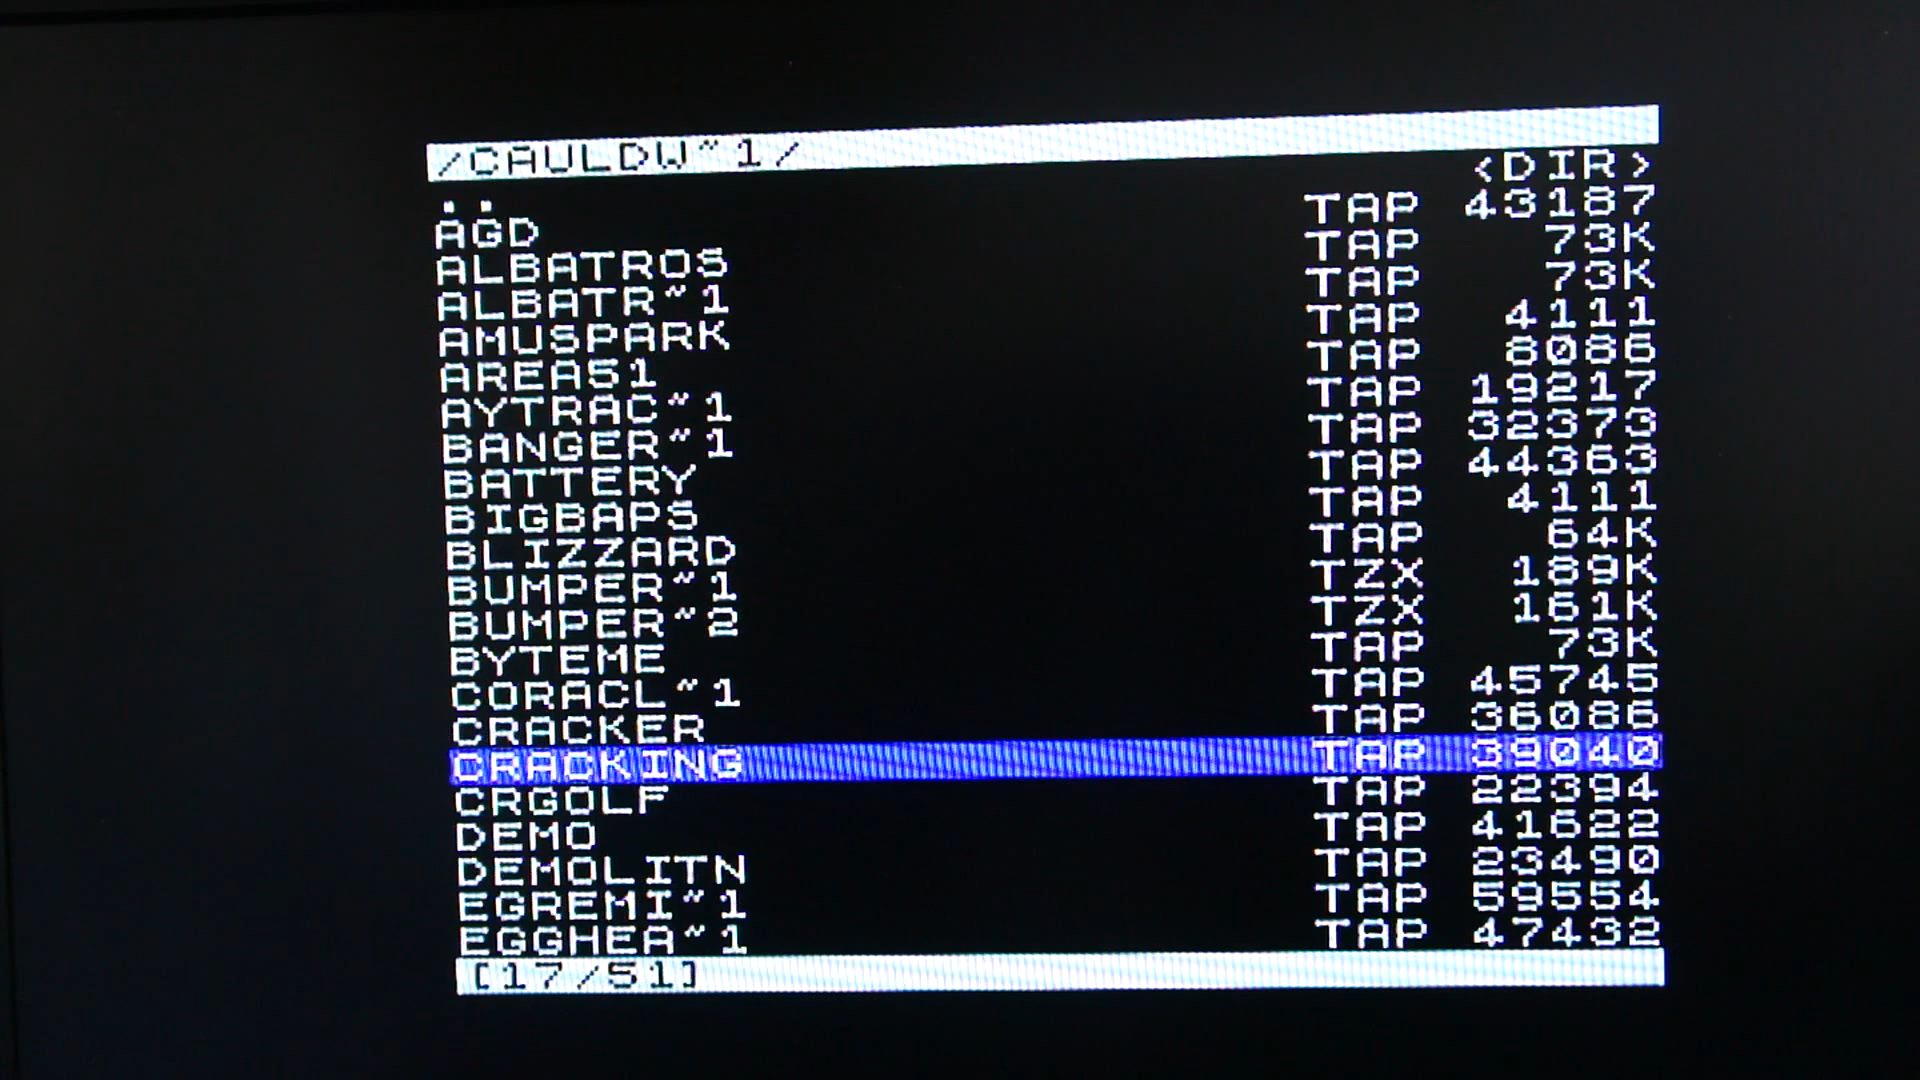 /CAULDW~1/
.. <DIR>
AGD TAP 43187
ALBATROS TAP 73K
ALBATR~1 TAP 73K
AMUSPARK TAP 4111
AREA51 TAP 8086
AYTRAC~1 TAP 19217
BANGER~1 TAP 32373
BATTERY TAP 44363
BIGBAPS TAP 4111
BLIZZARD TAP 64K
BUMPER~1 TZX 189K
BUMPER~2 TZX 161K
BYTEME TAP 73K
CORACL~1 TAP 45745
CRACKER TAP 36086
CRACKING TAP 39040
CRGOLF TAP 22394
DEMO TAP 41622
DEMOLITN TAP 23490
EGREMI~1 TAP 59554
EGGHEA~1 TAP 47432
[17/51]